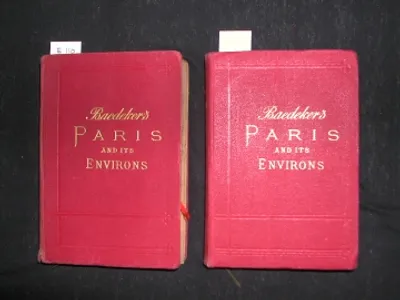 Baedeker's
PARIS
AND ITS
ENVIRONS
Baedeker's
PARIS
AND ITS
ENVIRONS